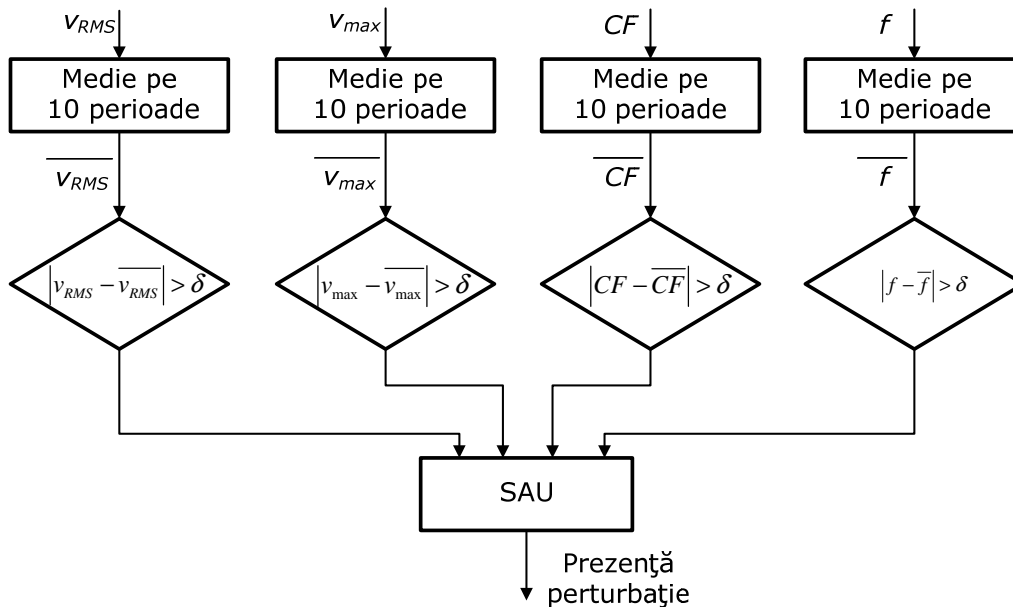 v_RMS v_max CF f
Medie pe Medie pe Medie pe Medie pe
10 perioade 10 perioade 10 perioade 10 perioade
v̅_RMS v̅_max C̅F̅ f̅
|v_RMS − v̅_RMS| > δ |v_max − v̅_max| > δ |CF − C̅F̅| > δ |f − f̅| > δ
SAU
Prezenţă
perturbaţie